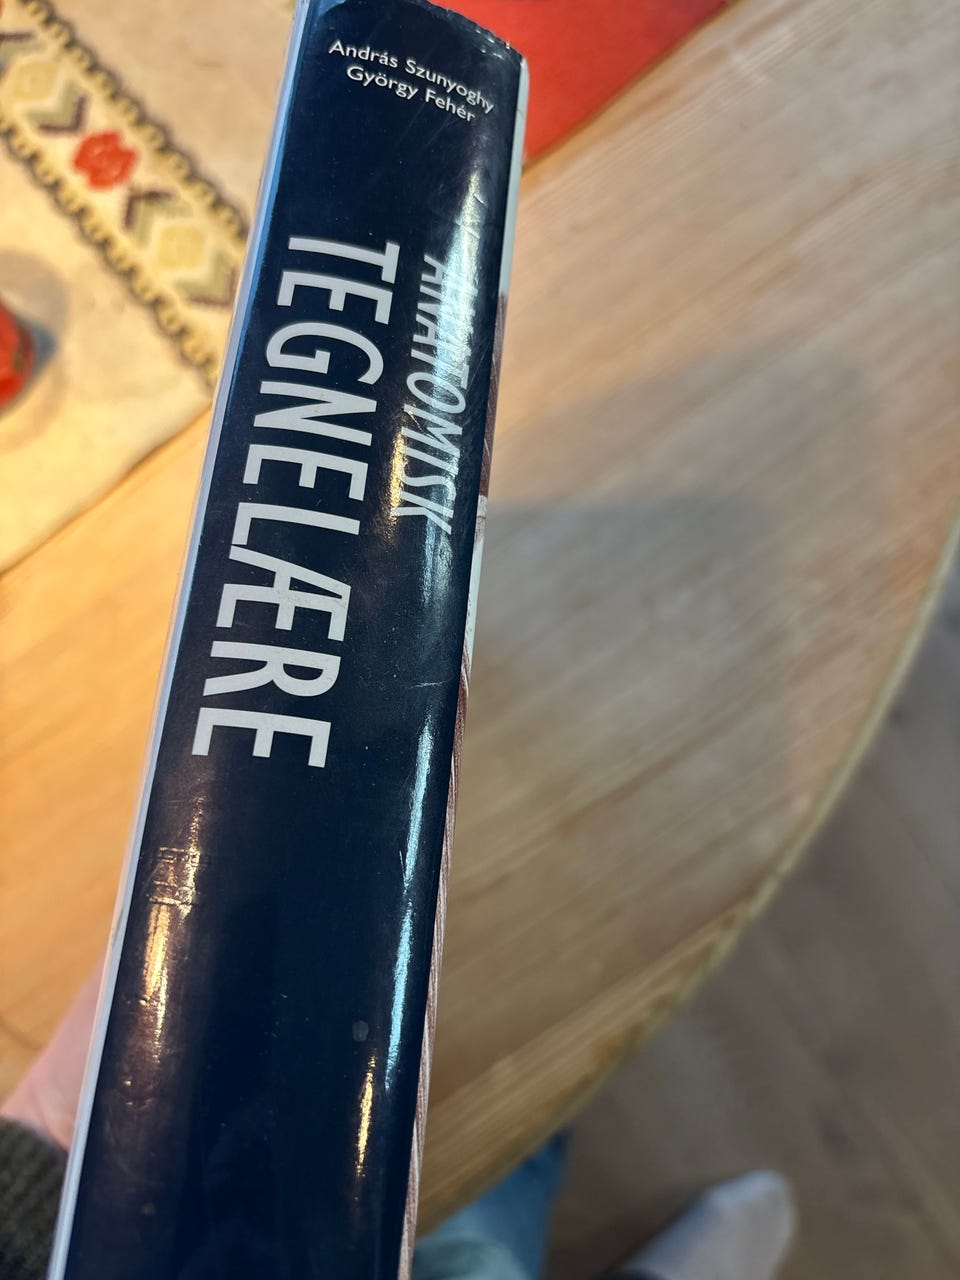 András Szunyoghy
György Fehér
ANATOMISK
TEGNELÆRE